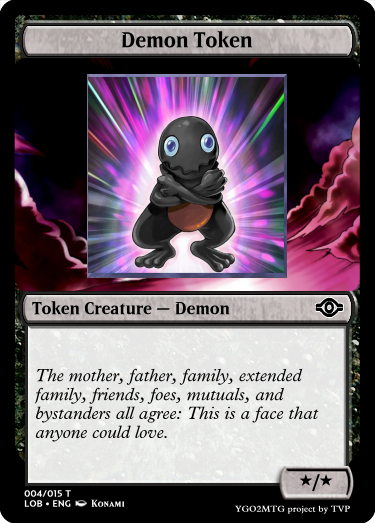 Demon Token
Token Creature — Demon
The mother, father, family, extended
family, friends, foes, mutuals, and
bystanders all agree: This is a face that
anyone could love.
★/★
004/015 T
LOB • ENG Konami
YGO2MTG project by TVP